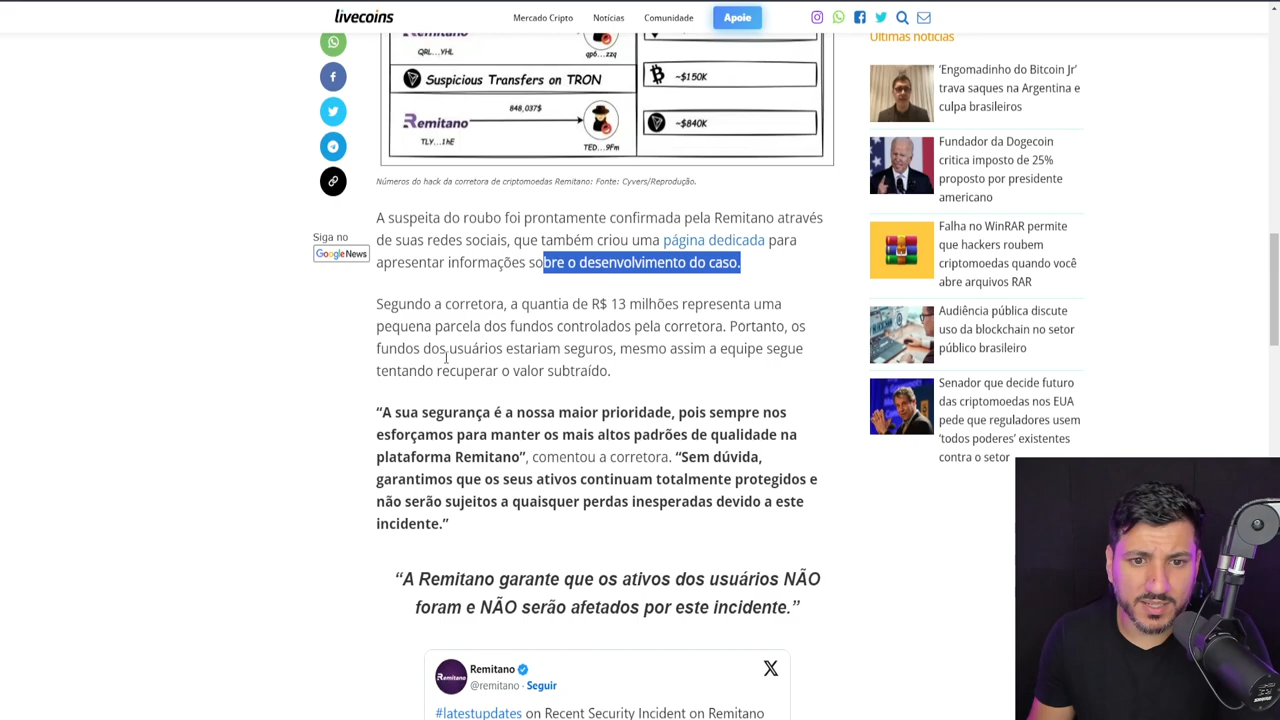 livecoins
Mercado Cripto
Notícias
Comunidade
Apoie
Remitano
QRL...VHL
qp6...zzq
Suspicious Transfers on TRON
~$150K
848,037$
Remitano
TLY...1hE
TED...9Fm
~$840K
Números do hack da corretora de criptomoedas Remitano: Fonte: Cyvers/Reprodução.
Siga no
Google News
A suspeita do roubo foi prontamente confirmada pela Remitano através
de suas redes sociais, que também criou uma página dedicada para
apresentar informações sobre o desenvolvimento do caso.
Segundo a corretora, a quantia de R$ 13 milhões representa uma
pequena parcela dos fundos controlados pela corretora. Portanto, os
fundos dos usuários estariam seguros, mesmo assim a equipe segue
tentando recuperar o valor subtraído.
“A sua segurança é a nossa maior prioridade, pois sempre nos
esforçamos para manter os mais altos padrões de qualidade na
plataforma Remitano”, comentou a corretora. “Sem dúvida,
garantimos que os seus ativos continuam totalmente protegidos e
não serão sujeitos a quaisquer perdas inesperadas devido a este
incidente.”
“A Remitano garante que os ativos dos usuários NÃO
foram e NÃO serão afetados por este incidente.”
Remitano
@remitano · Seguir
#latestupdates on Recent Security Incident on Remitano
Últimas notícias
‘Engomadinho do Bitcoin Jr’
trava saques na Argentina e
culpa brasileiros
Fundador da Dogecoin
critica imposto de 25%
proposto por presidente
americano
Falha no WinRAR permite
que hackers roubem
criptomoedas quando você
abre arquivos RAR
Audiência pública discute
uso da blockchain no setor
público brasileiro
Senador que decide futuro
das criptomoedas nos EUA
pede que reguladores usem
‘todos poderes’ existentes
contra o setor